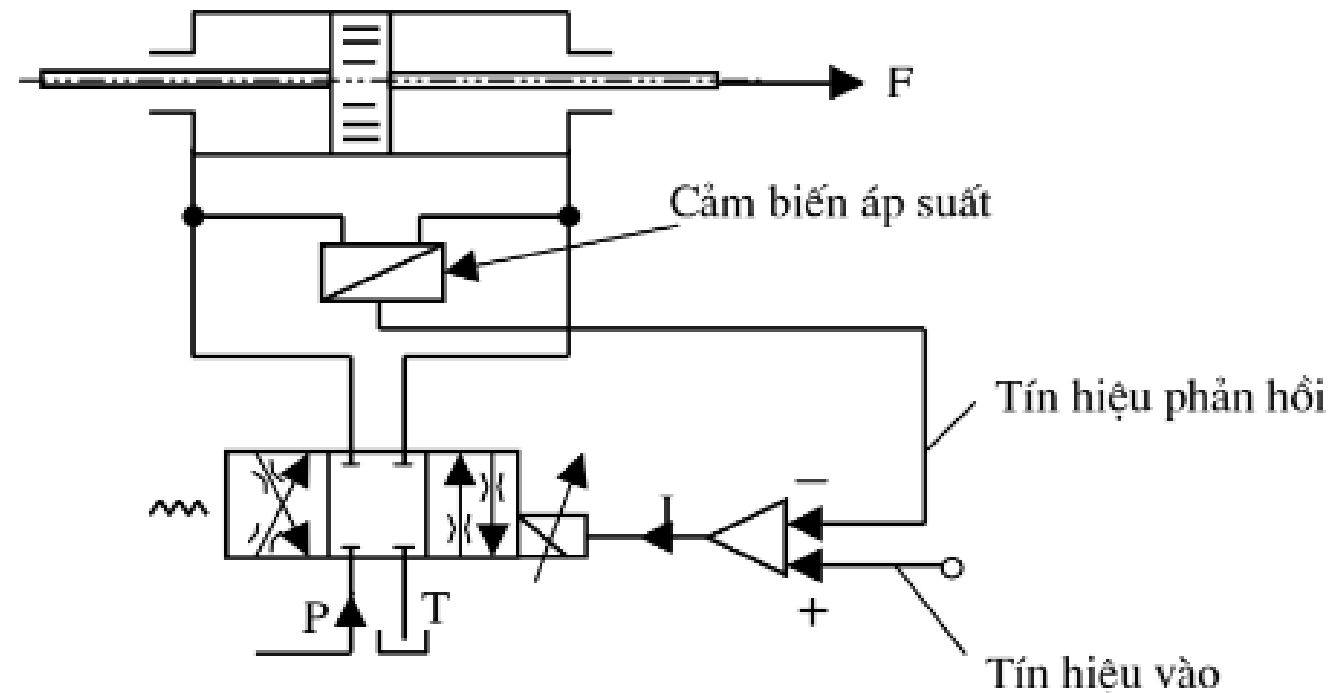 F
Cảm biến áp suất
Tín hiệu phản hồi
I
−
P
T
+
Tín hiệu vào